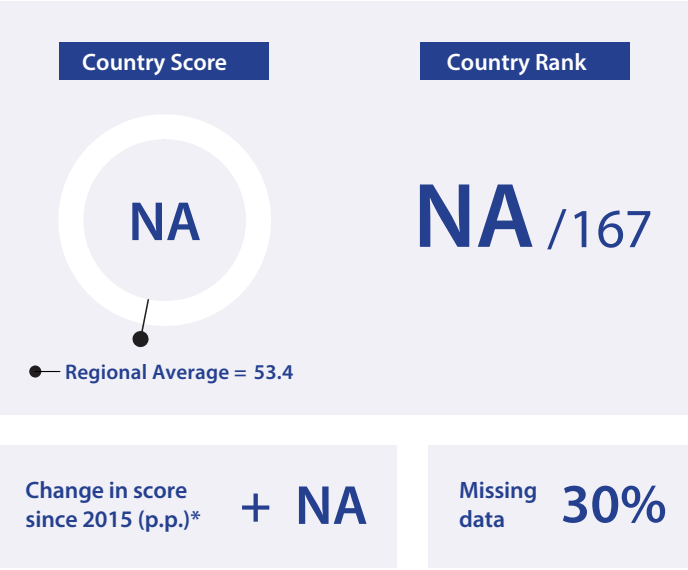 Country Score
Country Rank
NA
NA /167
Regional Average = 53.4
Change in score
since 2015 (p.p.)*
+ NA
Missing
data
30%